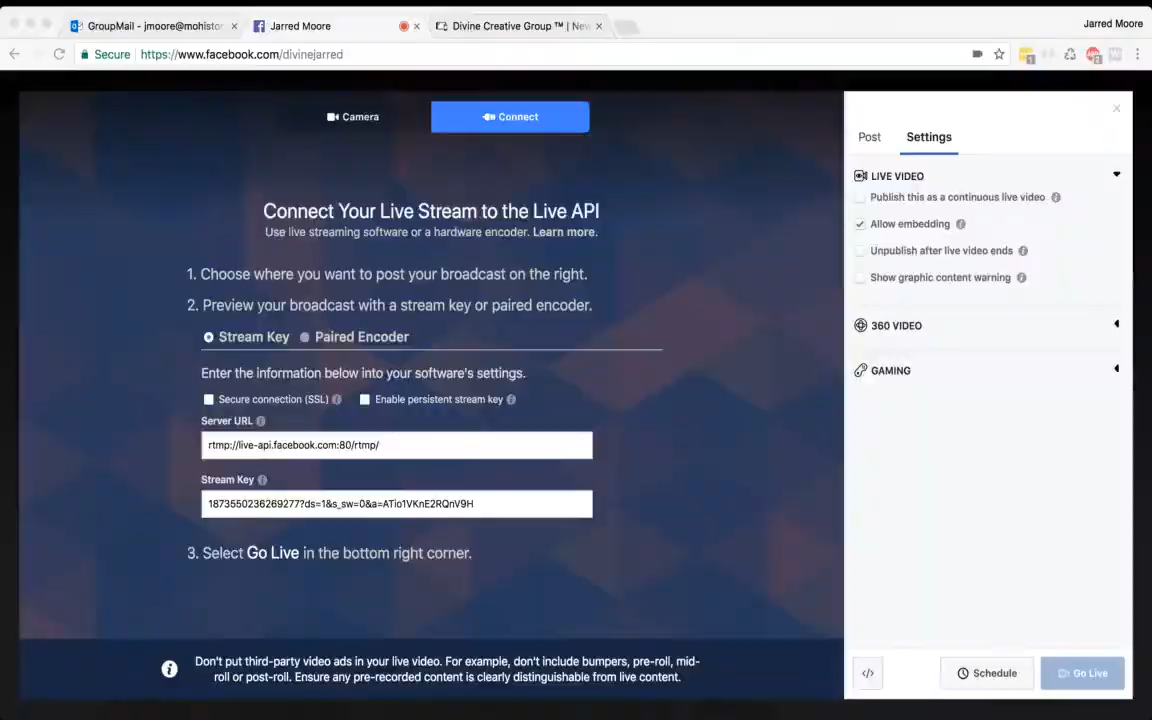 GroupMail - jmoore@mohistor
Jarred Moore
Divine Creative Group ™ | New
Jarred Moore
Secure
https://www.facebook.com/divinejarred
Camera
Connect
Connect Your Live Stream to the Live API
Use live streaming software or a hardware encoder. Learn more.
1. Choose where you want to post your broadcast on the right.
2. Preview your broadcast with a stream key or paired encoder.
Stream Key
Paired Encoder
Enter the information below into your software's settings.
Secure connection (SSL)
Enable persistent stream key
Server URL
rtmp://live-api.facebook.com:80/rtmp/
Stream Key
1873550236269277?ds=1&s_sw=0&a=ATio1VKnE2RQnV9H
3. Select Go Live in the bottom right corner.
Don't put third-party video ads in your live video. For example, don't include bumpers, pre-roll, mid-
roll or post-roll. Ensure any pre-recorded content is clearly distinguishable from live content.
Post
Settings
LIVE VIDEO
Publish this as a continuous live video
Allow embedding
Unpublish after live video ends
Show graphic content warning
360 VIDEO
GAMING
</>
Schedule
Go Live